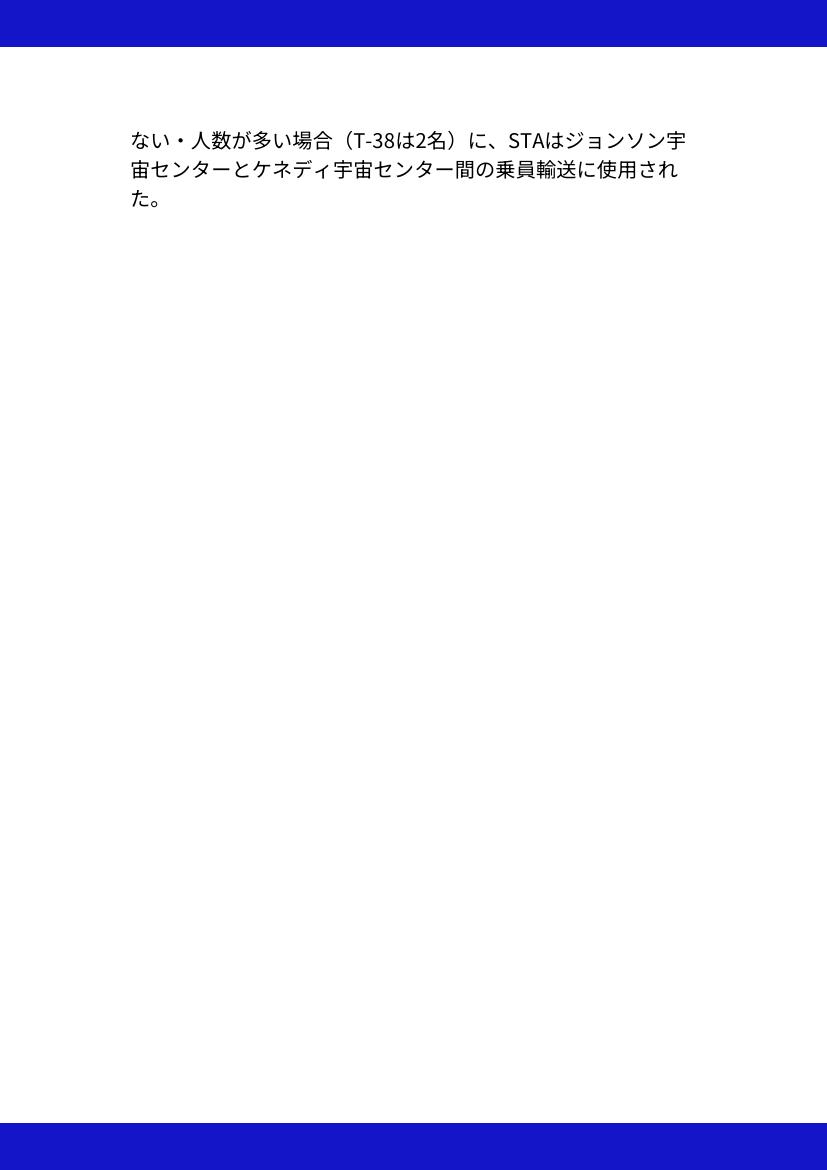 ない・人数が多い場合（T-38は2名）に、STAはジョンソン宇
宙センターとケネディ宇宙センター間の乗員輸送に使用され
た。